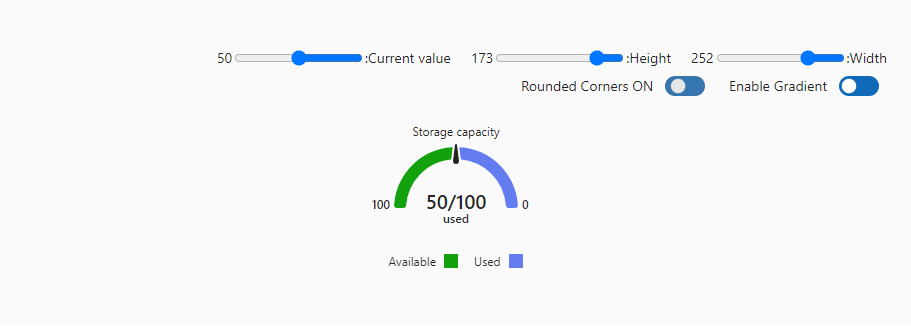 50 :Current value 173 :Height 252 :Width
Rounded Corners ON Enable Gradient
Storage capacity
100 50/100 0
used
Available Used